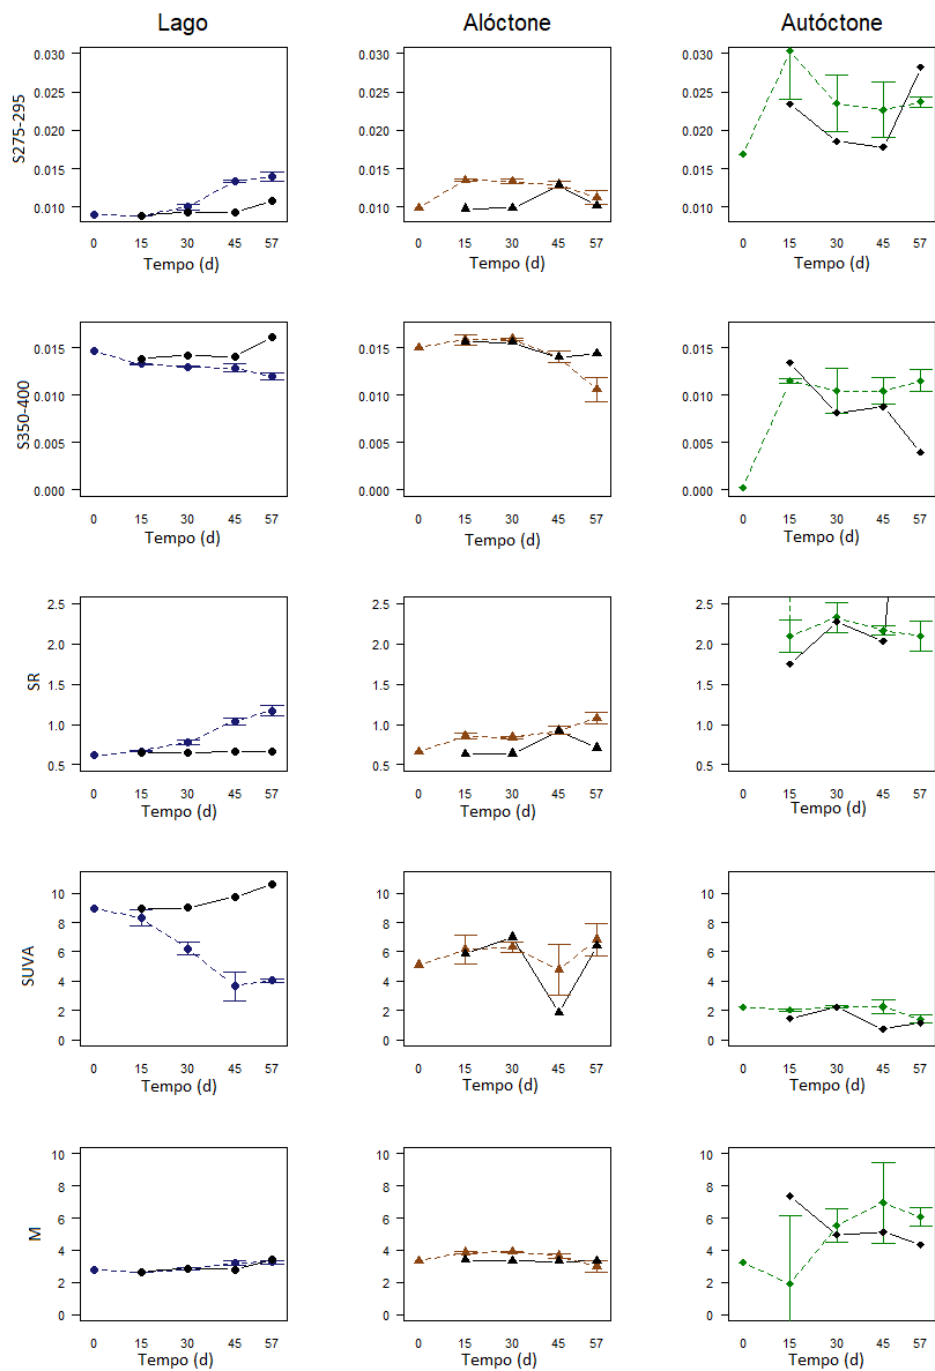 Lago Alóctone Autóctone
S275-295
0.030 0.030 0.030
0.025 0.025 0.025
0.020 0.020 0.020
0.015 0.015 0.015
0.010 0.010 0.010
0 15 30 45 57 0 15 30 45 57 0 15 30 45 57
Tempo (d) Tempo (d) Tempo (d)
S350-400
0.015 0.015 0.015
0.010 0.010 0.010
0.005 0.005 0.005
0.000 0.000 0.000
0 15 30 45 57 0 15 30 45 57 0 15 30 45 57
Tempo (d) Tempo (d) Tempo (d)
SR
2.5 2.5 2.5
2.0 2.0 2.0
1.5 1.5 1.5
1.0 1.0 1.0
0.5 0.5 0.5
0 15 30 45 57 0 15 30 45 57 0 15 30 45 57
Tempo (d) Tempo (d) Tempo (d)
SUVA
10 10 10
8 8 8
6 6 6
4 4 4
2 2 2
0 0 0
0 15 30 45 57 0 15 30 45 57 0 15 30 45 57
Tempo (d) Tempo (d) Tempo (d)
M
10 10 10
8 8 8
6 6 6
4 4 4
2 2 2
0 0 0
0 15 30 45 57 0 15 30 45 57 0 15 30 45 57
Tempo (d) Tempo (d) Tempo (d)